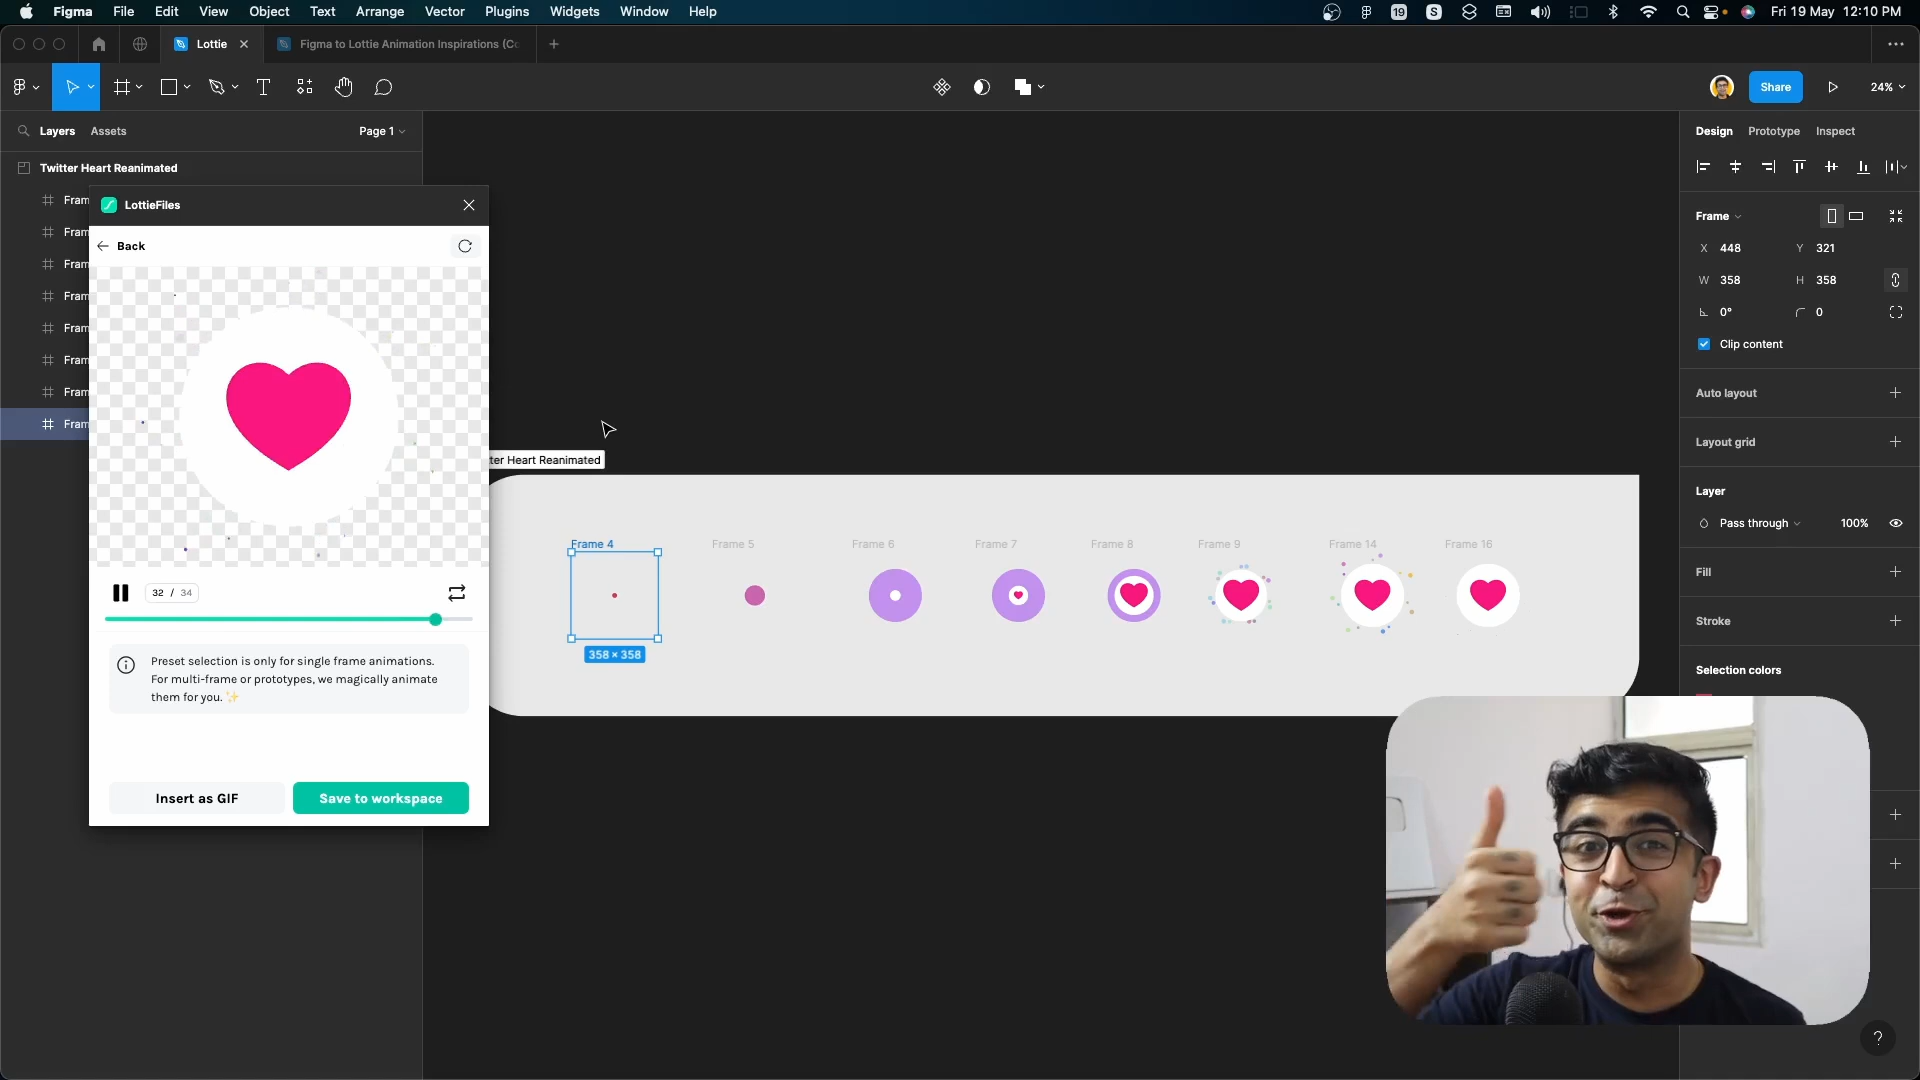 Figma File Edit View Object Text Arrange Vector Plugins Widgets Window Help
19 S Fri 19 May 12:10 PM
Lottie
Figma to Lottie Animation Inspirations (Co
Share
24%
Layers Assets Page 1
Twitter Heart Reanimated
Fram
Fram
Fram
Fram
Fram
Fram
Fram
Fram
LottieFiles
Back
32 / 34
Preset selection is only for single frame animations.
For multi-frame or prototypes, we magically animate
them for you. ✨
Insert as GIF
Save to workspace
ter Heart Reanimated
Frame 4
Frame 5
Frame 6
Frame 7
Frame 8
Frame 9
Frame 14
Frame 16
358 × 358
Design Prototype Inspect
Frame
X 448 Y 321
W 358 H 358
0° 0
Clip content
Auto layout
Layout grid
Layer
Pass through 100%
Fill
Stroke
Selection colors
?